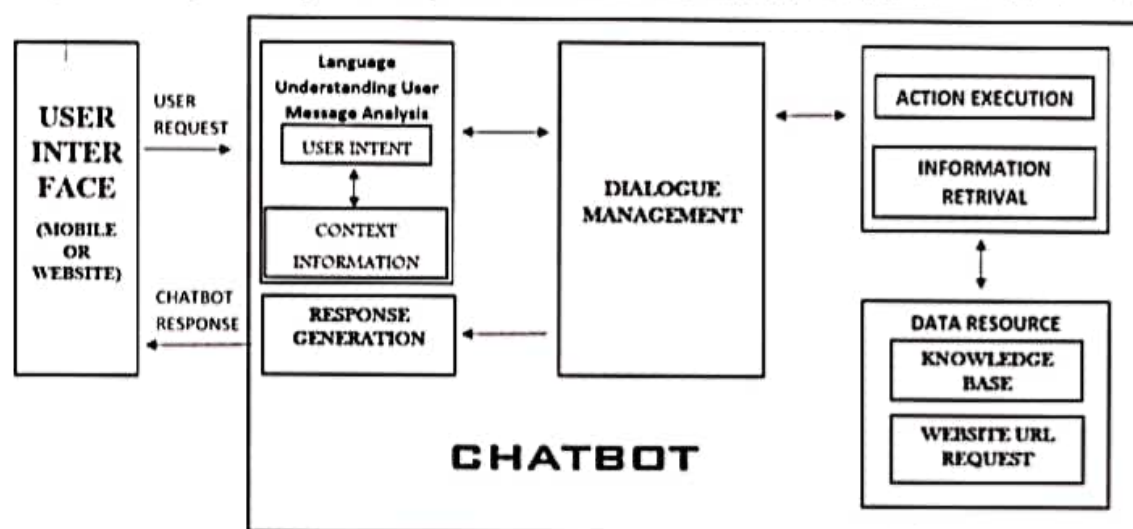 USER
INTER
FACE
(MOBILE
OR
WEBSITE)
USER
REQUEST
CHATBOT
RESPONSE
Language
Understanding User
Message Analysis
USER INTENT
CONTEXT
INFORMATION
RESPONSE
GENERATION
DIALOGUE
MANAGEMENT
ACTION EXECUTION
INFORMATION
RETRIVAL
DATA RESOURCE
KNOWLEDGE
BASE
WEBSITE URL
REQUEST
CHATBOT